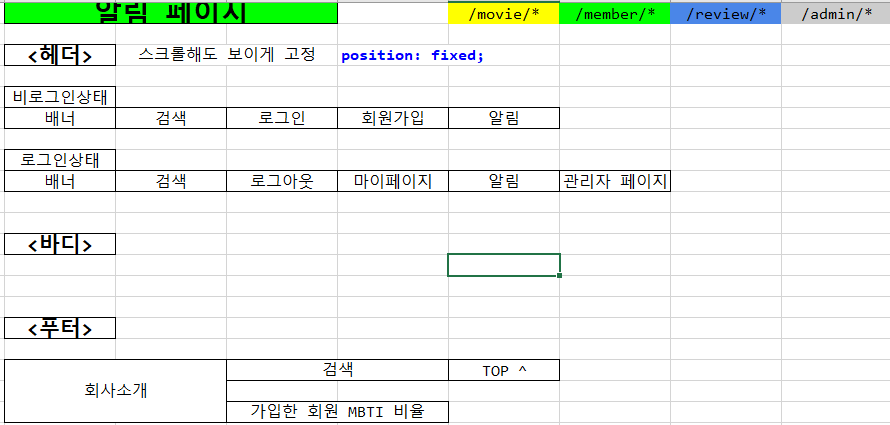 알림 페이지 /movie/* /member/* /review/* /admin/*
<헤더> 스크롤해도 보이게 고정 position: fixed;
비로그인상태
배너 검색 로그인 회원가입 알림
로그인상태
배너 검색 로그아웃 마이페이지 알림 관리자 페이지
<바디>
<푸터>
회사소개 검색 TOP ^
가입한 회원 MBTI 비율